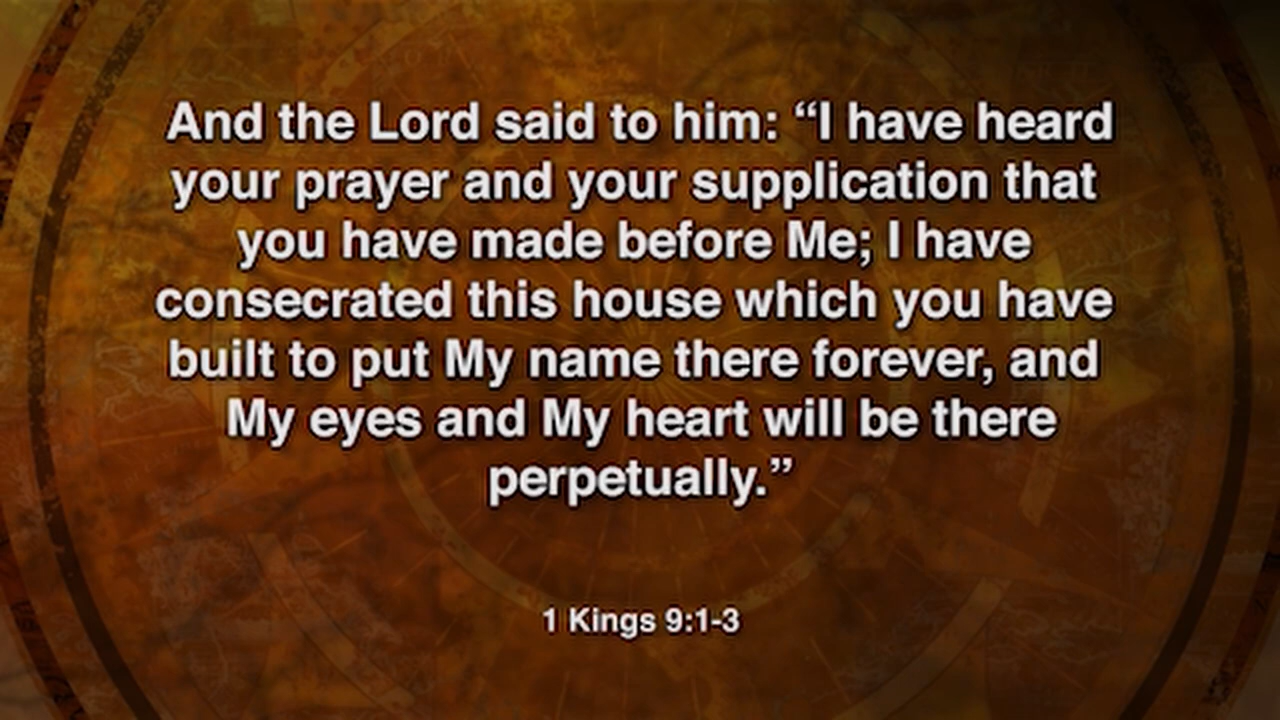 And the Lord said to him: “I have heard
your prayer and your supplication that
you have made before Me; I have
consecrated this house which you have
built to put My name there forever, and
My eyes and My heart will be there
perpetually.”
1 Kings 9:1-3